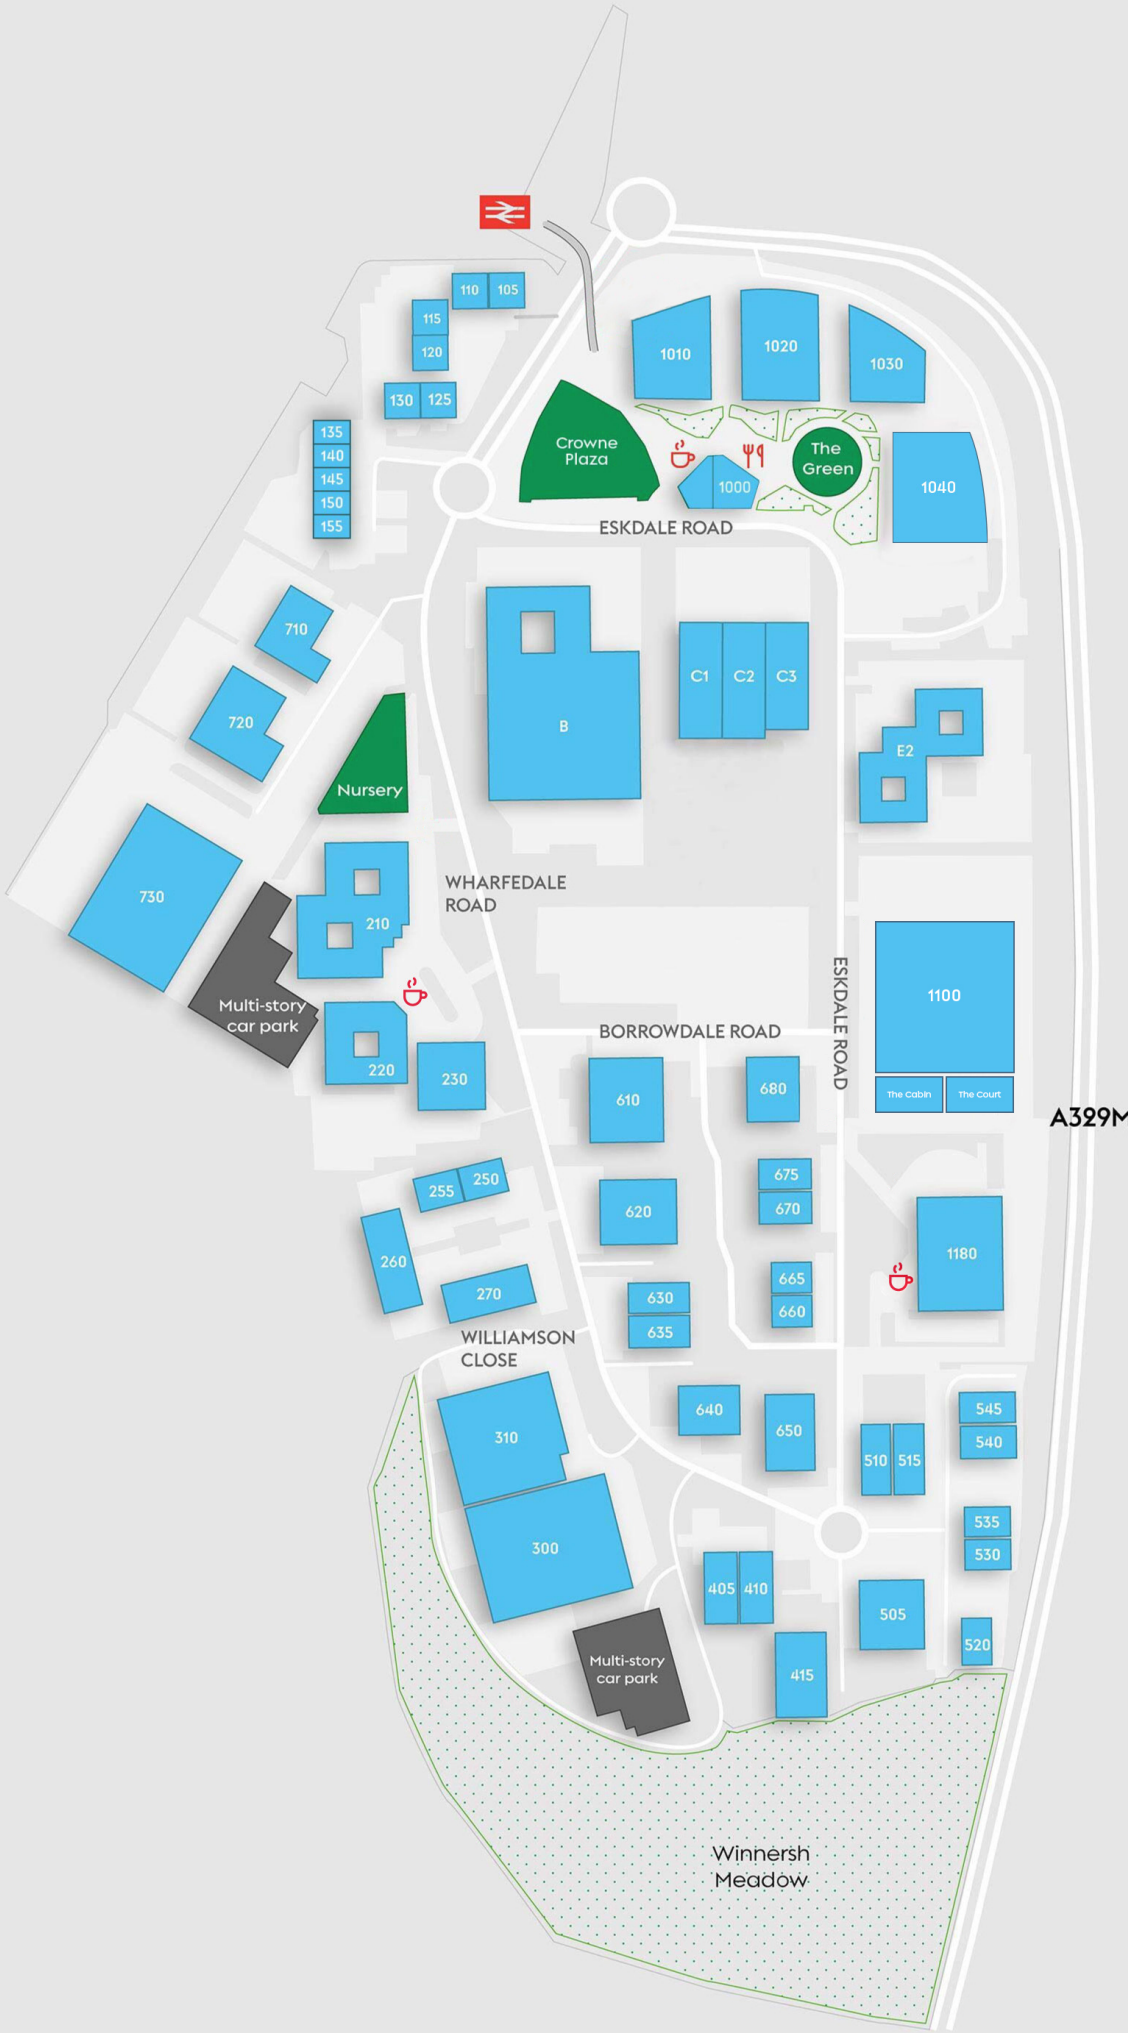 110
105
115
120
130
125
135
140
145
150
155
1010
1020
1030
Crowne
Plaza
1000
The
Green
1040
ESKDALE ROAD
710
720
Nursery
B
C1
C2
C3
E2
730
210
WHARFEDALE
ROAD
Multi-story
car park
220
230
1100
ESKDALE ROAD
The Cabin
The Court
BORROWDALE ROAD
A329M
610
680
675
670
620
255
250
260
270
665
660
630
635
1180
WILLIAMSON
CLOSE
310
300
640
650
510
515
545
540
535
530
405
410
505
520
415
Multi-story
car park
Winnersh
Meadow